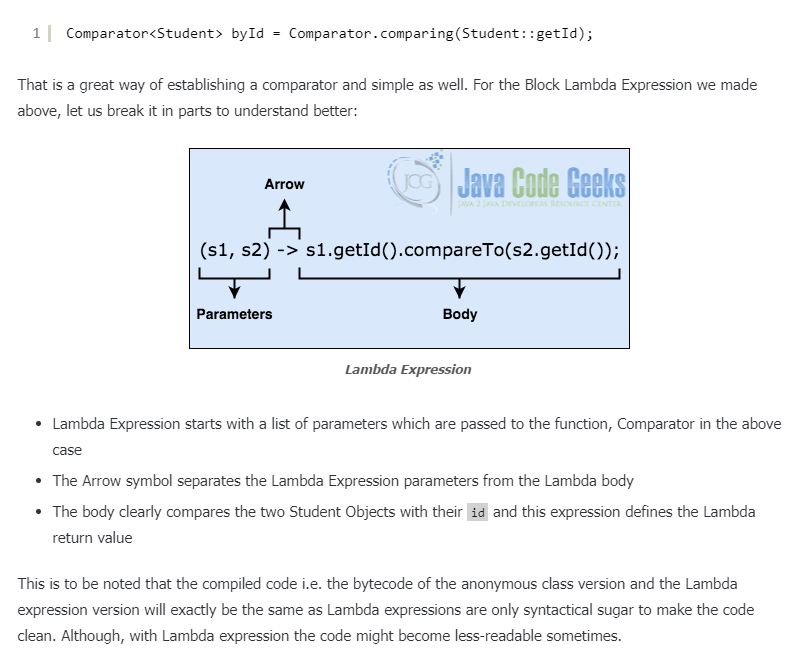 1 Comparator<Student> byId = Comparator.comparing(Student::getId);
That is a great way of establishing a comparator and simple as well. For the Block Lambda Expression we made
above, let us break it in parts to understand better:
JCG Java Code Geeks
JAVA 2 JAVA DEVELOPERS RESOURCE CENTER
Arrow
(s1, s2) -> s1.getId().compareTo(s2.getId());
Parameters Body
Lambda Expression
• Lambda Expression starts with a list of parameters which are passed to the function, Comparator in the above
case
• The Arrow symbol separates the Lambda Expression parameters from the Lambda body
• The body clearly compares the two Student Objects with their id and this expression defines the Lambda
return value
This is to be noted that the compiled code i.e. the bytecode of the anonymous class version and the Lambda
expression version will exactly be the same as Lambda expressions are only syntactical sugar to make the code
clean. Although, with Lambda expression the code might become less-readable sometimes.